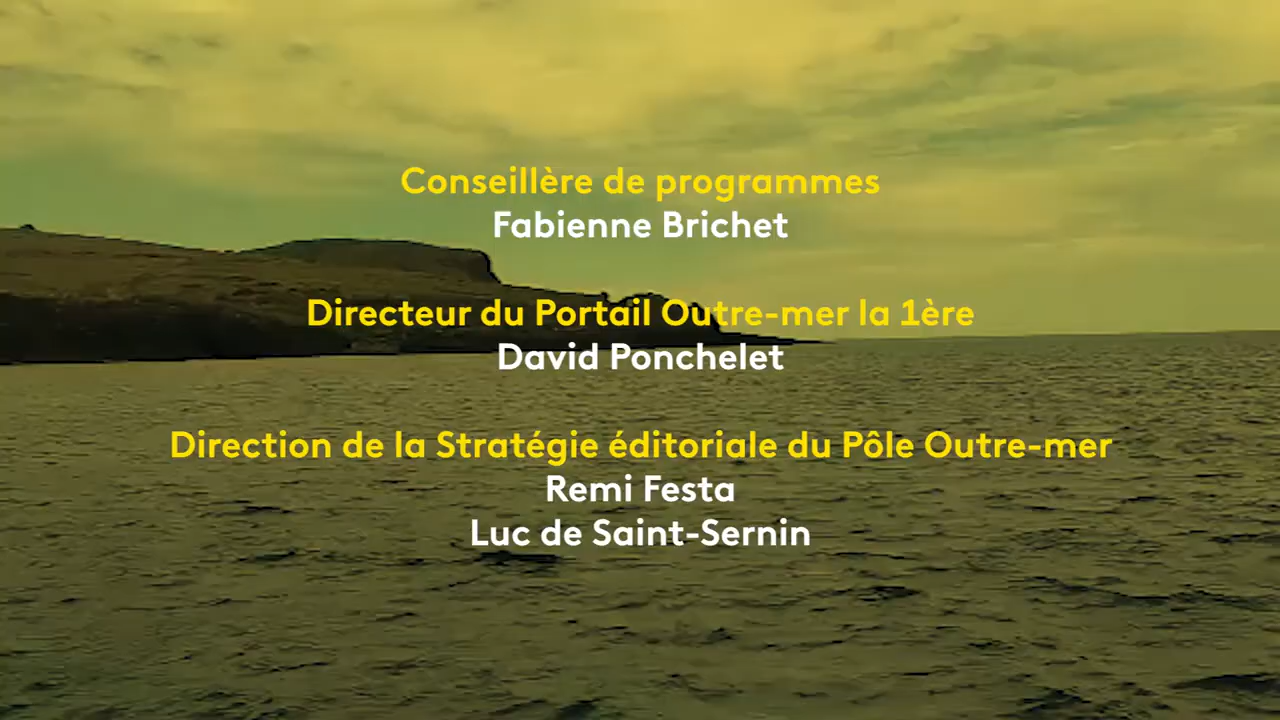 Conseillère de programmes
Fabienne Brichet
Directeur du Portail Outre-mer la 1ère
David Ponchelet
Direction de la Stratégie éditoriale du Pôle Outre-mer
Remi Festa
Luc de Saint-Sernin